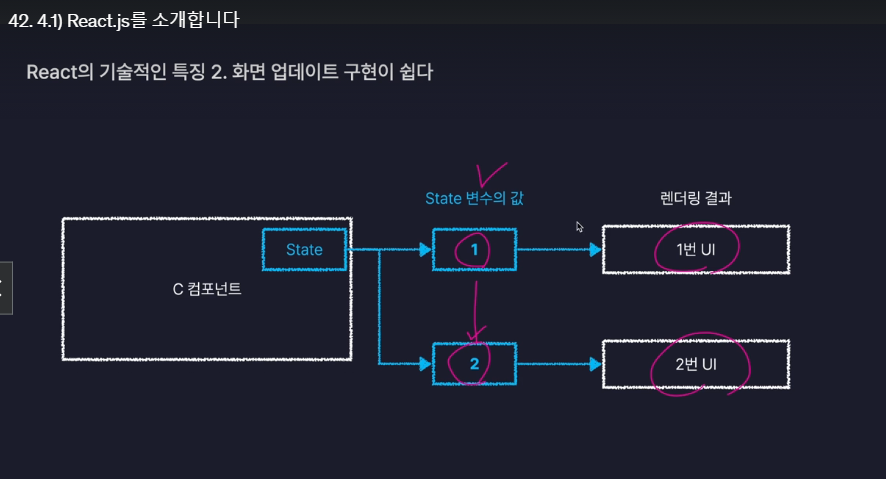 42. 4.1) React.js를 소개합니다
React의 기술적인 특징 2. 화면 업데이트 구현이 쉽다
State 변수의 값
렌더링 결과
State
1
1번 UI
C 컴포넌트
2
2번 UI